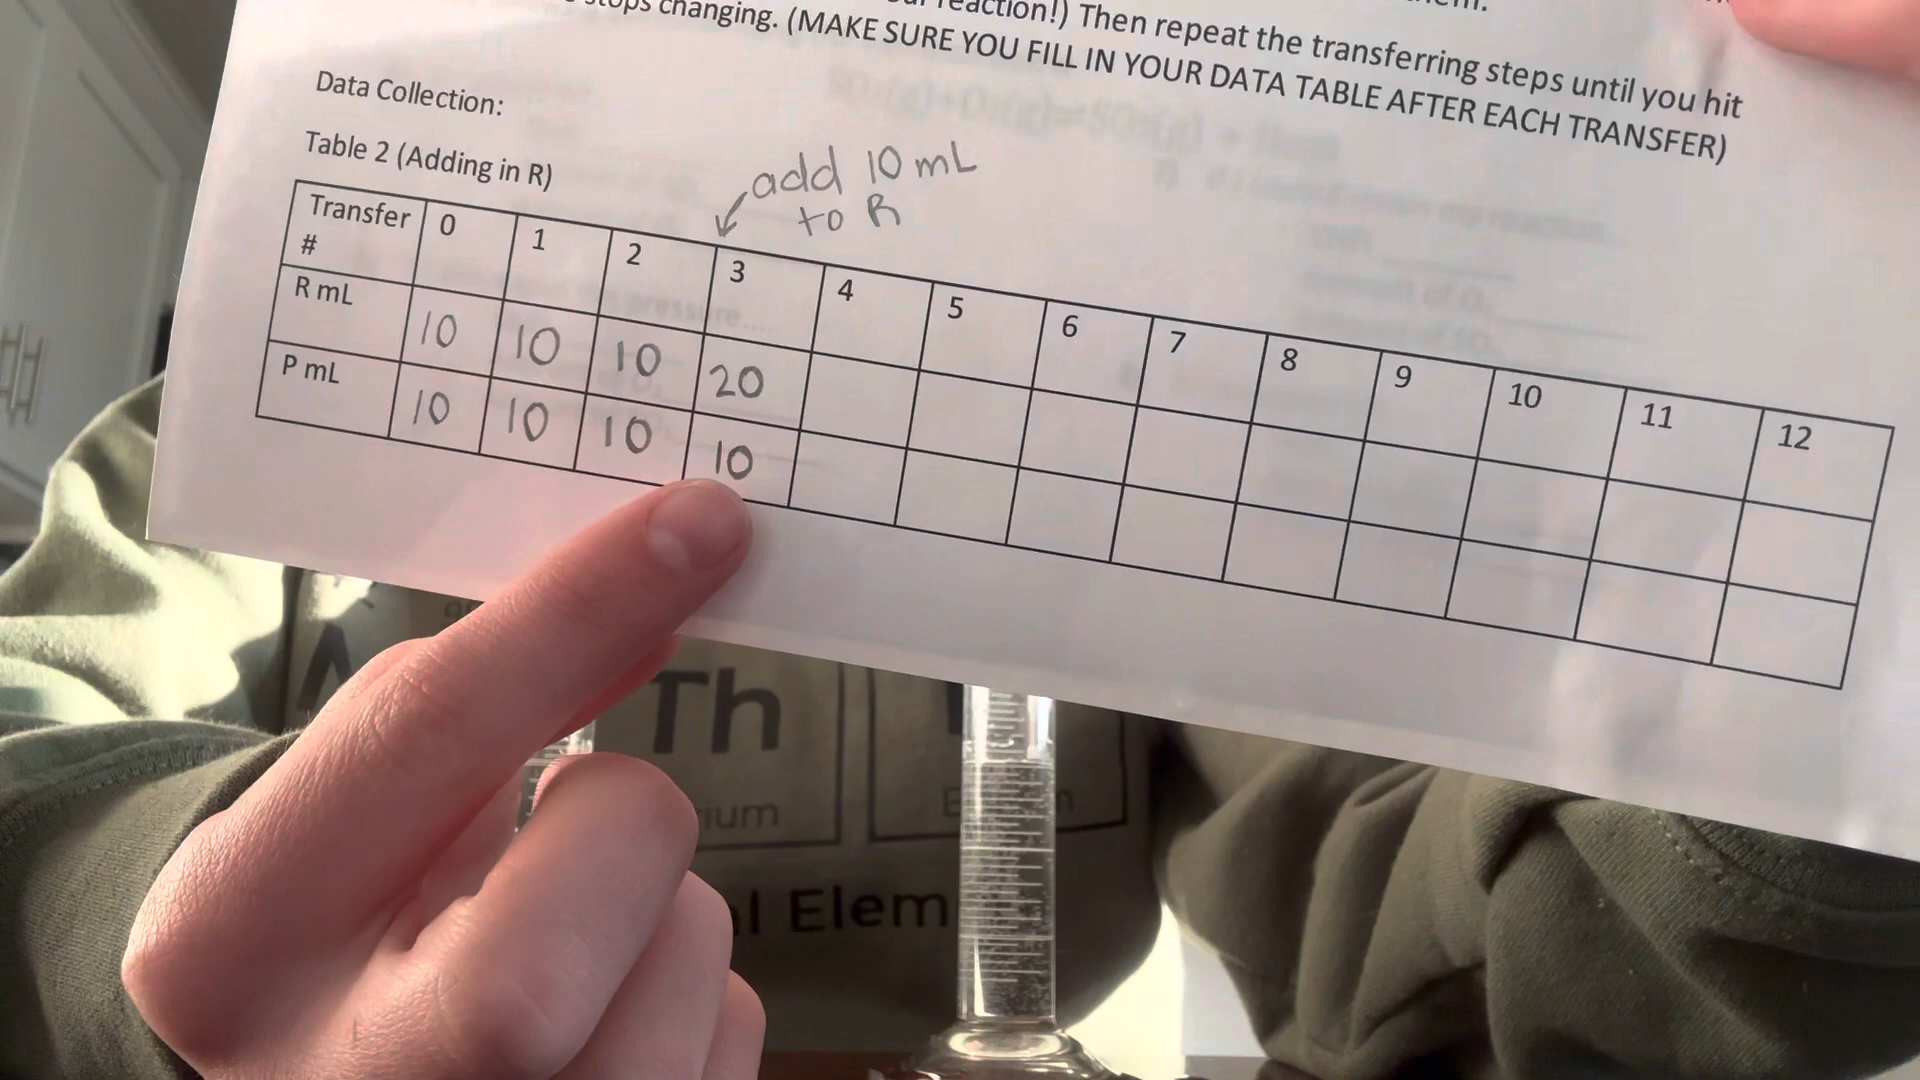 reaction!) Then repeat the transferring steps until you hit
changing. (MAKE SURE YOU FILL IN YOUR DATA TABLE AFTER EACH TRANSFER)
Data Collection:
Table 2 (Adding in R)
add 10 mL
to R
Transfer # 0 1 2 3 4 5 6 7 8 9 10 11 12
R mL 10 10 10 20
P mL 10 10 10 10
Th
ium
l Elem